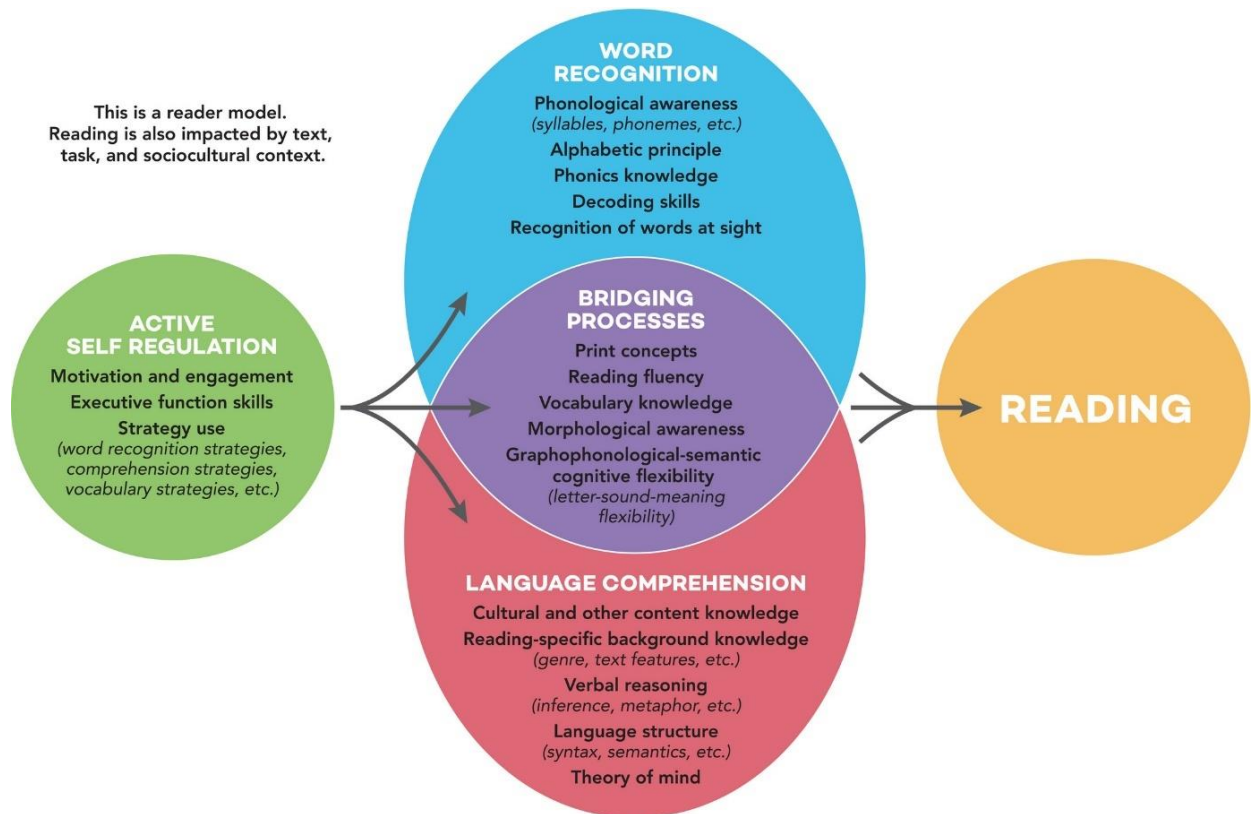 This is a reader model.
Reading is also impacted by text,
task, and sociocultural context.
ACTIVE
SELF REGULATION
Motivation and engagement
Executive function skills
Strategy use
(word recognition strategies,
comprehension strategies,
vocabulary strategies, etc.)
WORD
RECOGNITION
Phonological awareness
(syllables, phonemes, etc.)
Alphabetic principle
Phonics knowledge
Decoding skills
Recognition of words at sight
BRIDGING
PROCESSES
Print concepts
Reading fluency
Vocabulary knowledge
Morphological awareness
Graphophonological-semantic
cognitive flexibility
(letter-sound-meaning
flexibility)
LANGUAGE COMPREHENSION
Cultural and other content knowledge
Reading-specific background knowledge
(genre, text features, etc.)
Verbal reasoning
(inference, metaphor, etc.)
Language structure
(syntax, semantics, etc.)
Theory of mind
READING